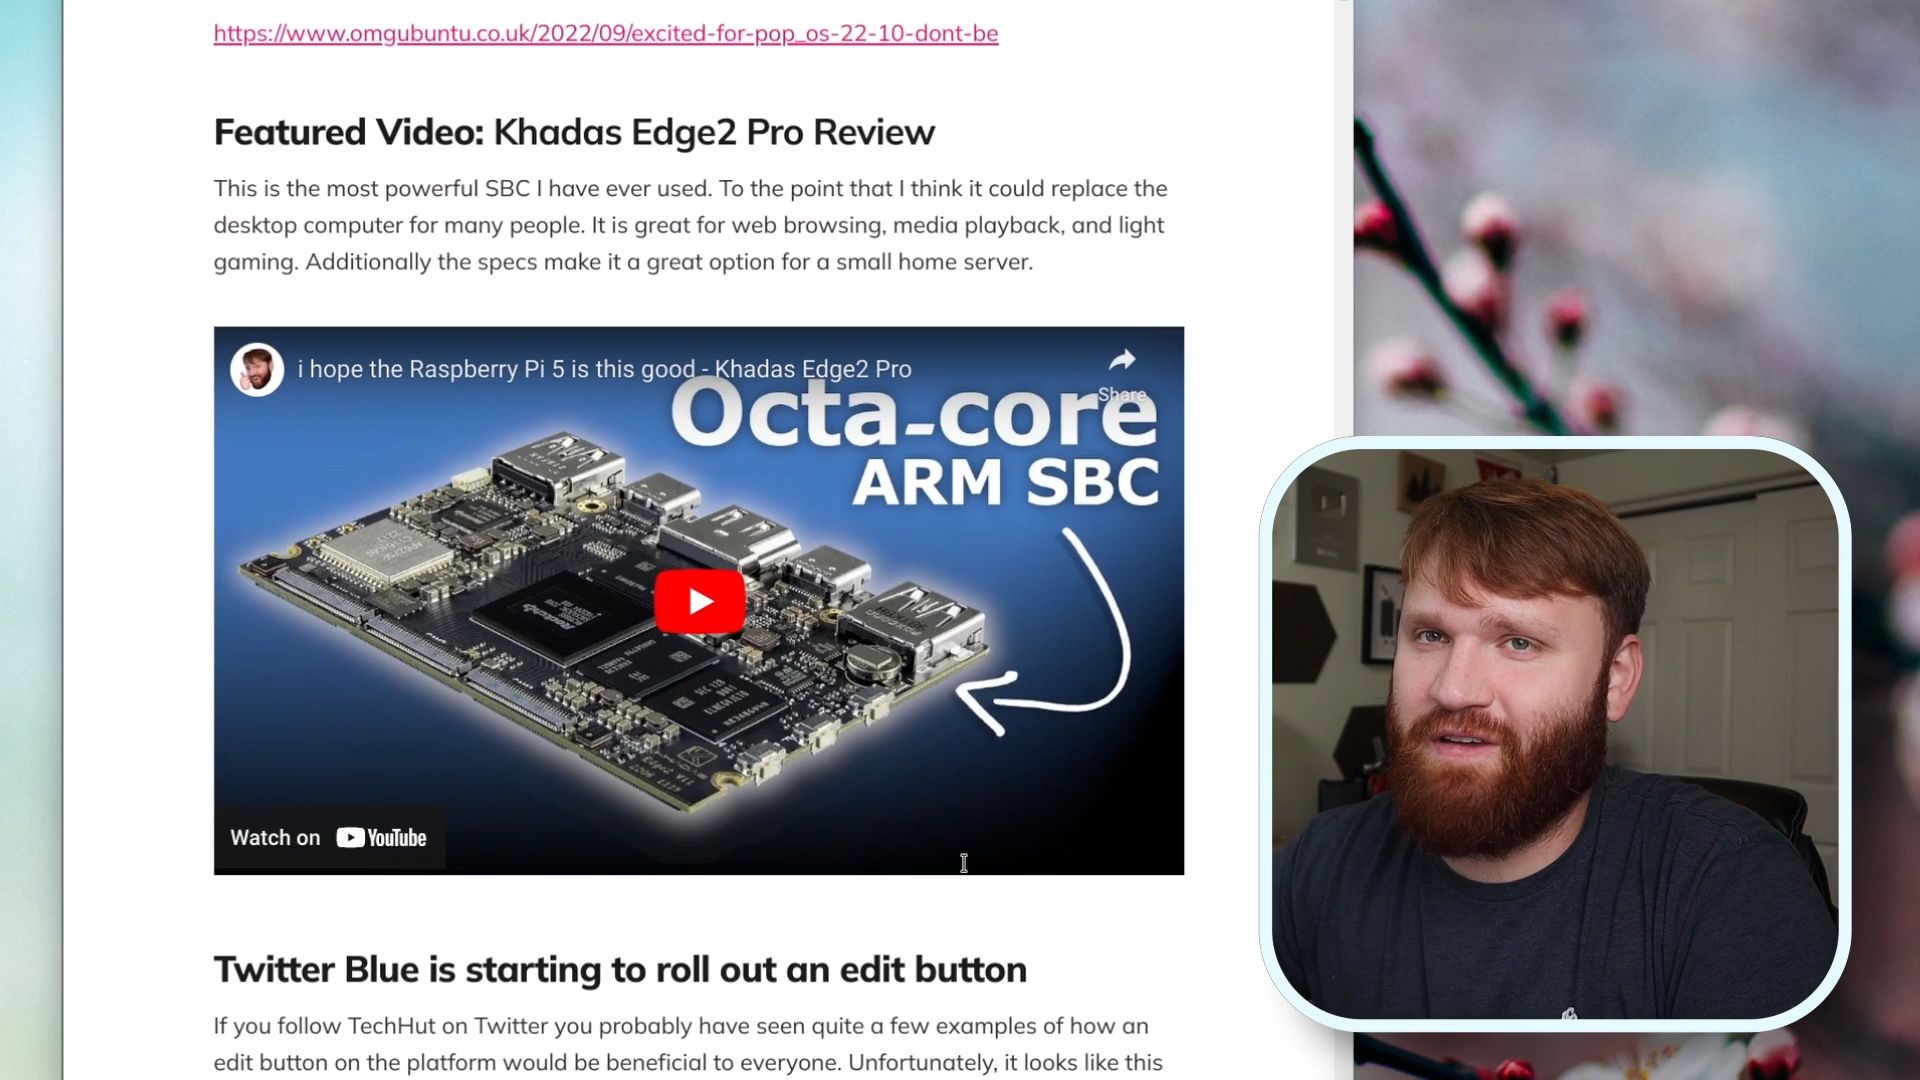 https://www.omgubuntu.co.uk/2022/09/excited-for-pop_os-22-10-dont-be
Featured Video: Khadas Edge2 Pro Review
This is the most powerful SBC I have ever used. To the point that I think it could replace the
desktop computer for many people. It is great for web browsing, media playback, and light
gaming. Additionally the specs make it a great option for a small home server.
i hope the Raspberry Pi 5 is this good - Khadas Edge2 Pro
Share
Octa-core
ARM SBC
Watch on YouTube
Twitter Blue is starting to roll out an edit button
If you follow TechHut on Twitter you probably have seen quite a few examples of how an
edit button on the platform would be beneficial to everyone. Unfortunately, it looks like this